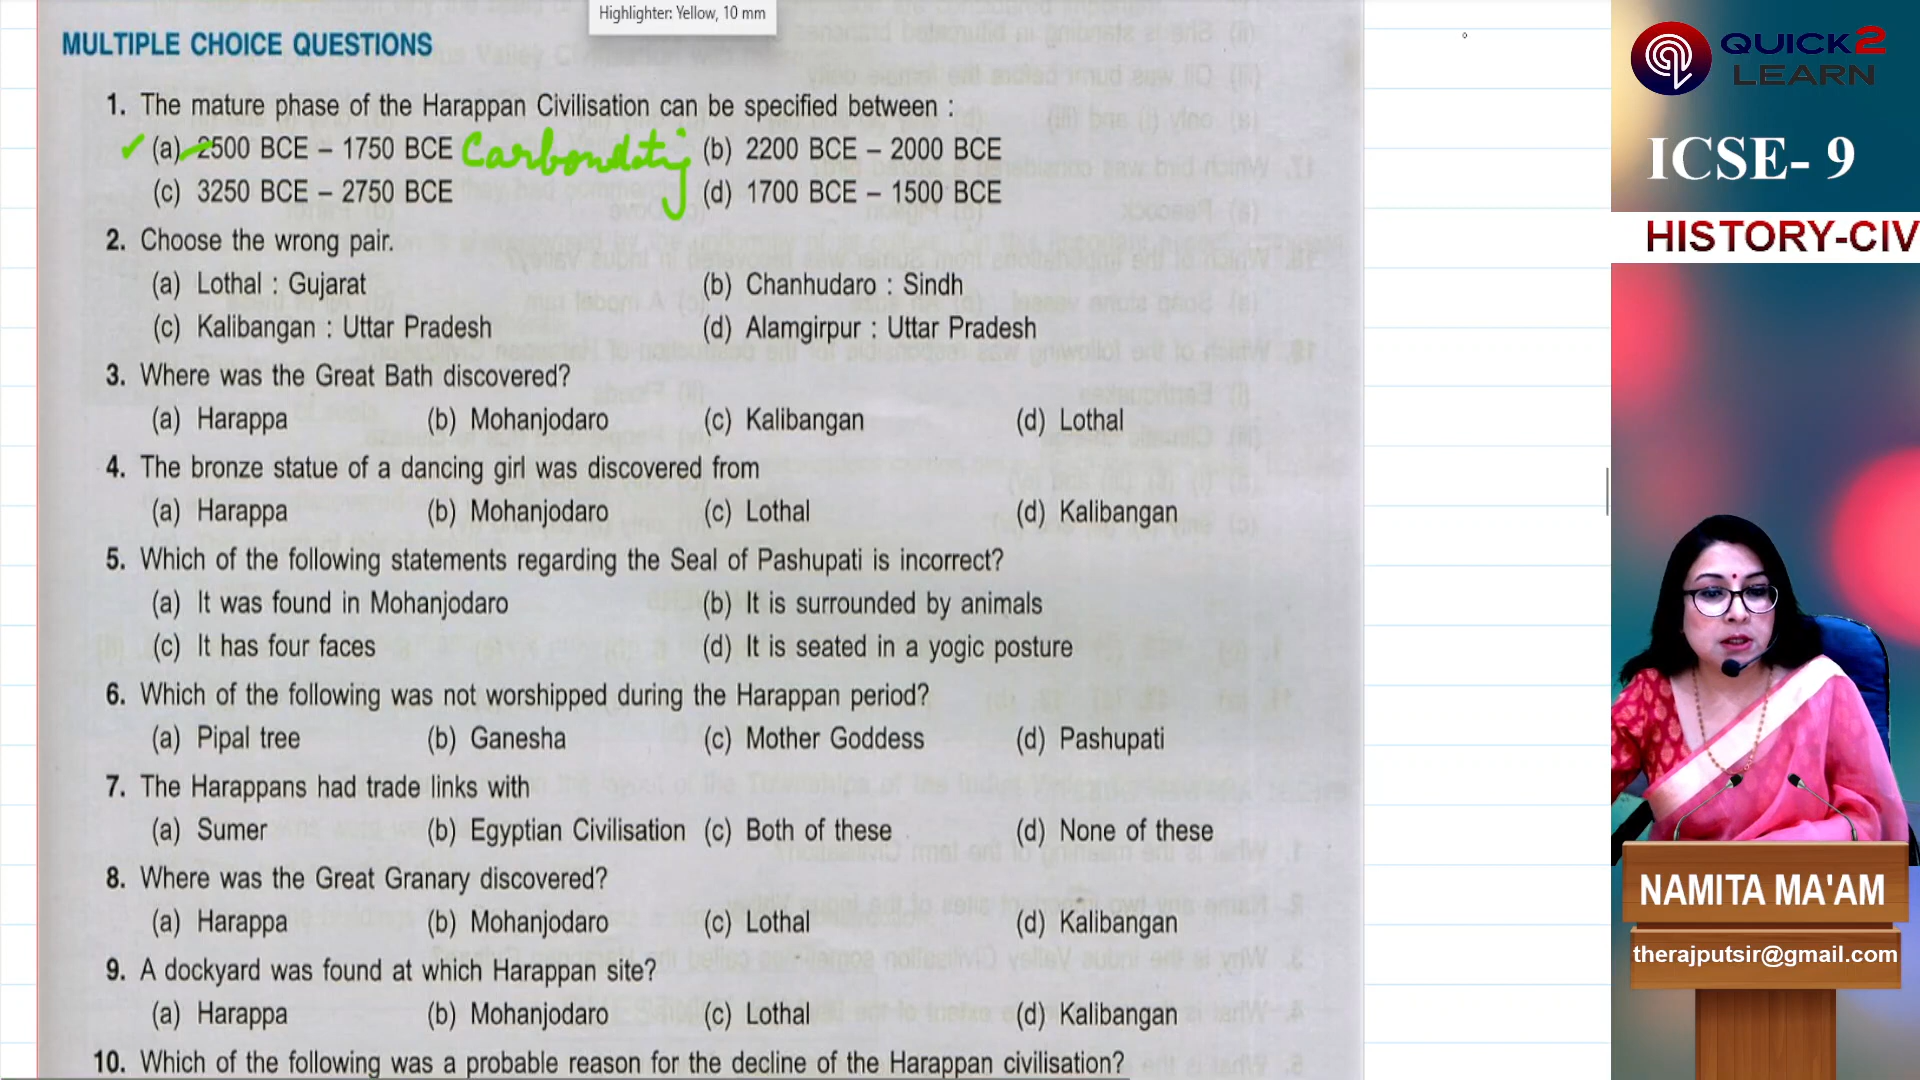 Highlighter: Yellow, 10 mm
MULTIPLE CHOICE QUESTIONS
1. The mature phase of the Harappan Civilisation can be specified between :
(a) 2500 BCE – 1750 BCE Carbondating (b) 2200 BCE – 2000 BCE
(c) 3250 BCE – 2750 BCE (d) 1700 BCE – 1500 BCE
2. Choose the wrong pair.
(a) Lothal : Gujarat (b) Chanhudaro : Sindh
(c) Kalibangan : Uttar Pradesh (d) Alamgirpur : Uttar Pradesh
3. Where was the Great Bath discovered?
(a) Harappa (b) Mohanjodaro (c) Kalibangan (d) Lothal
4. The bronze statue of a dancing girl was discovered from
(a) Harappa (b) Mohanjodaro (c) Lothal (d) Kalibangan
5. Which of the following statements regarding the Seal of Pashupati is incorrect?
(a) It was found in Mohanjodaro (b) It is surrounded by animals
(c) It has four faces (d) It is seated in a yogic posture
6. Which of the following was not worshipped during the Harappan period?
(a) Pipal tree (b) Ganesha (c) Mother Goddess (d) Pashupati
7. The Harappans had trade links with
(a) Sumer (b) Egyptian Civilisation (c) Both of these (d) None of these
8. Where was the Great Granary discovered?
(a) Harappa (b) Mohanjodaro (c) Lothal (d) Kalibangan
9. A dockyard was found at which Harappan site?
(a) Harappa (b) Mohanjodaro (c) Lothal (d) Kalibangan
10. Which of the following was a probable reason for the decline of the Harappan civilisation?
QUICK2
LEARN
ICSE- 9
HISTORY-CIV
NAMITA MA'AM
therajputsir@gmail.com